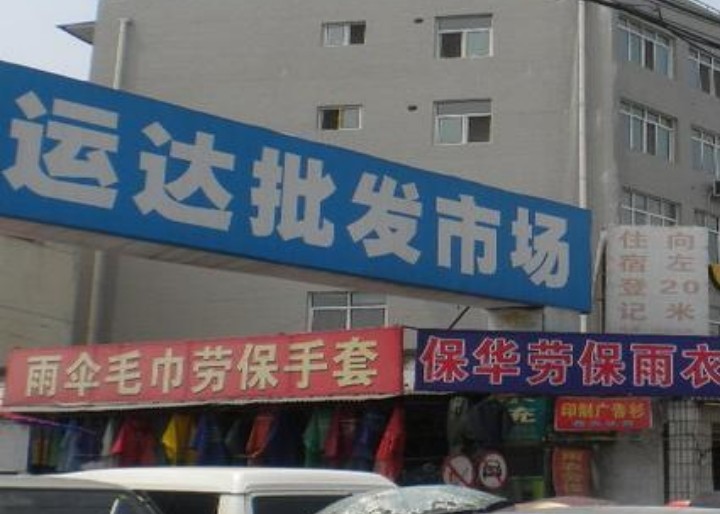 运达批发市场
住宿登记
向左20米
雨伞毛巾劳保手套
保华劳保雨衣
印制广告衫